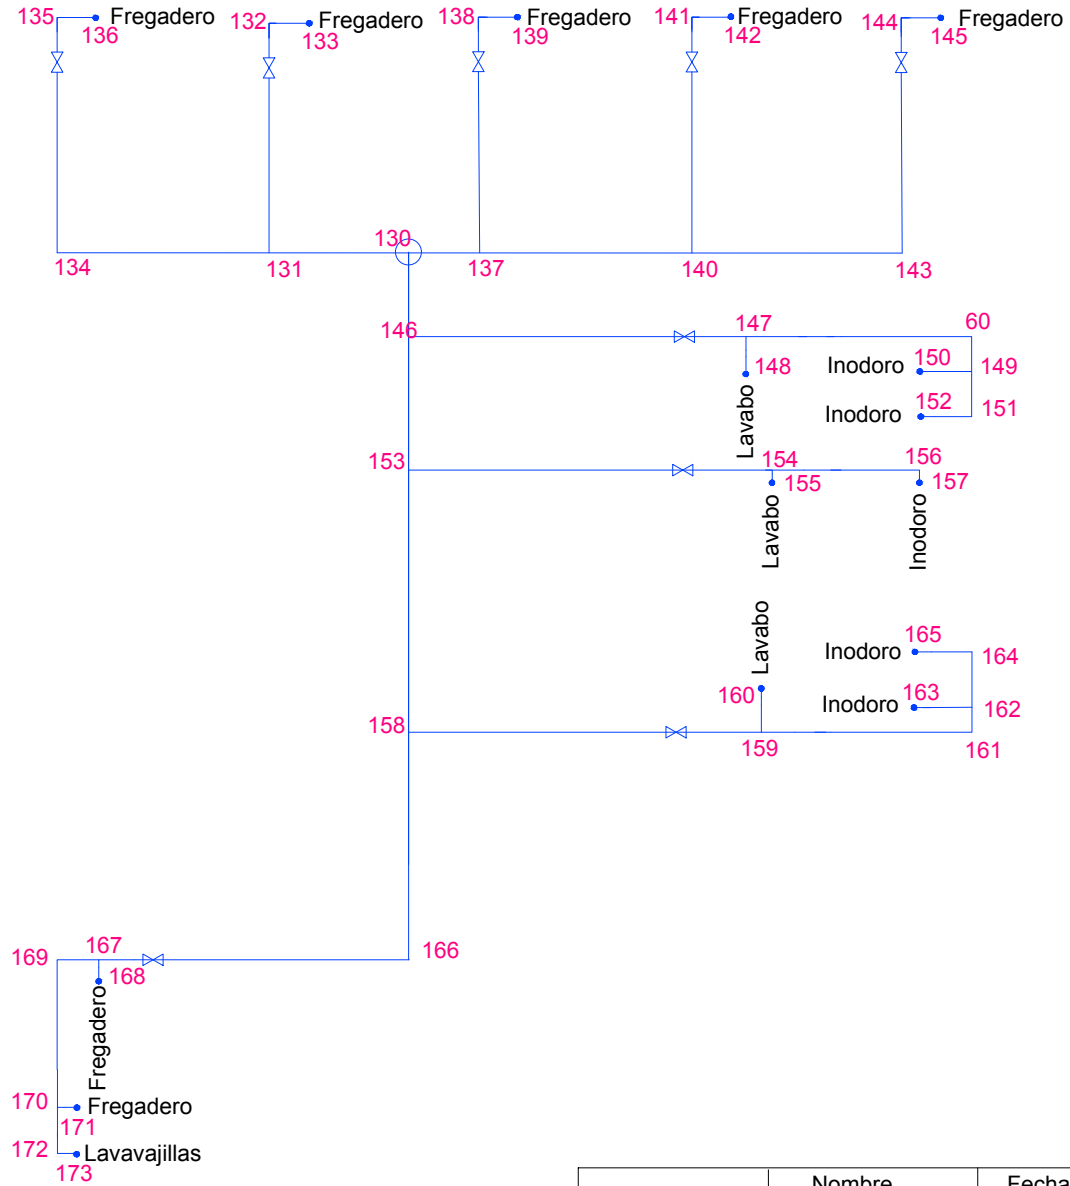 135
136
Fregadero
132
133
Fregadero
138
139
Fregadero
141
142
Fregadero
144
145
Fregadero
130
134
131
137
140
143
146
147
60
148
Lavabo
Inodoro
150
149
Inodoro
152
151
153
154
155
Lavabo
156
157
Inodoro
Lavabo
160
Inodoro
165
164
Inodoro
163
162
158
159
161
166
169
167
168
Fregadero
170
171
Fregadero
172
173
Lavavajillas
Nombre
Fecha